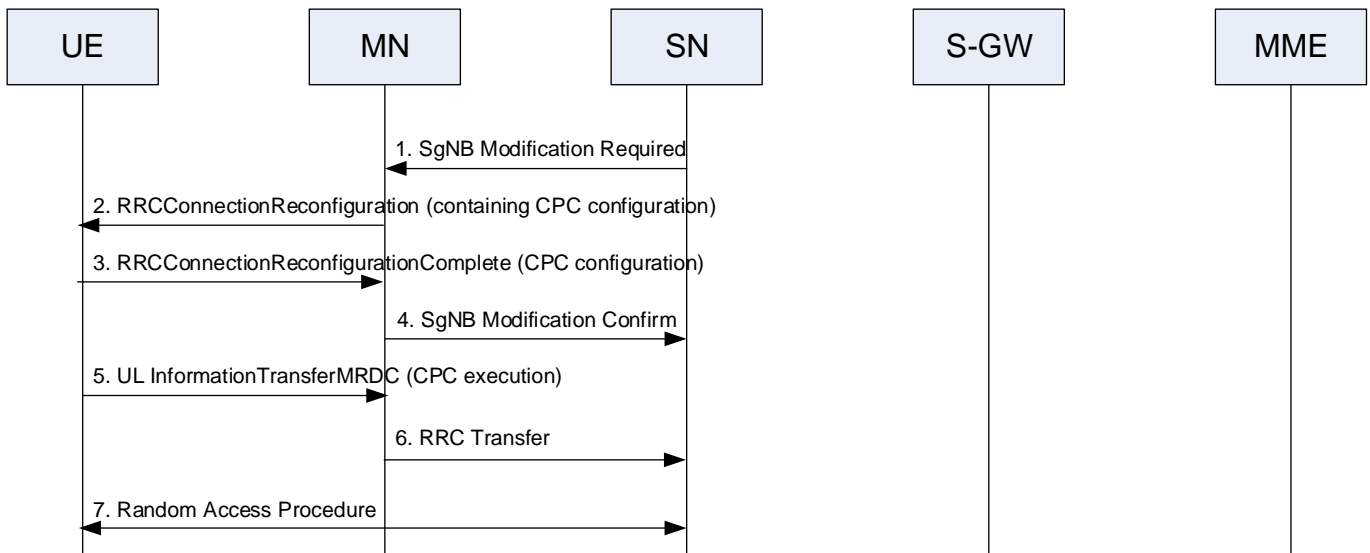 UE
MN
SN
S-GW
MME
1. SgNB Modification Required
2. RRCConnectionReconfiguration (containing CPC configuration)
3. RRCConnectionReconfigurationComplete (CPC configuration)
4. SgNB Modification Confirm
5. UL InformationTransferMRDC (CPC execution)
6. RRC Transfer
7. Random Access Procedure